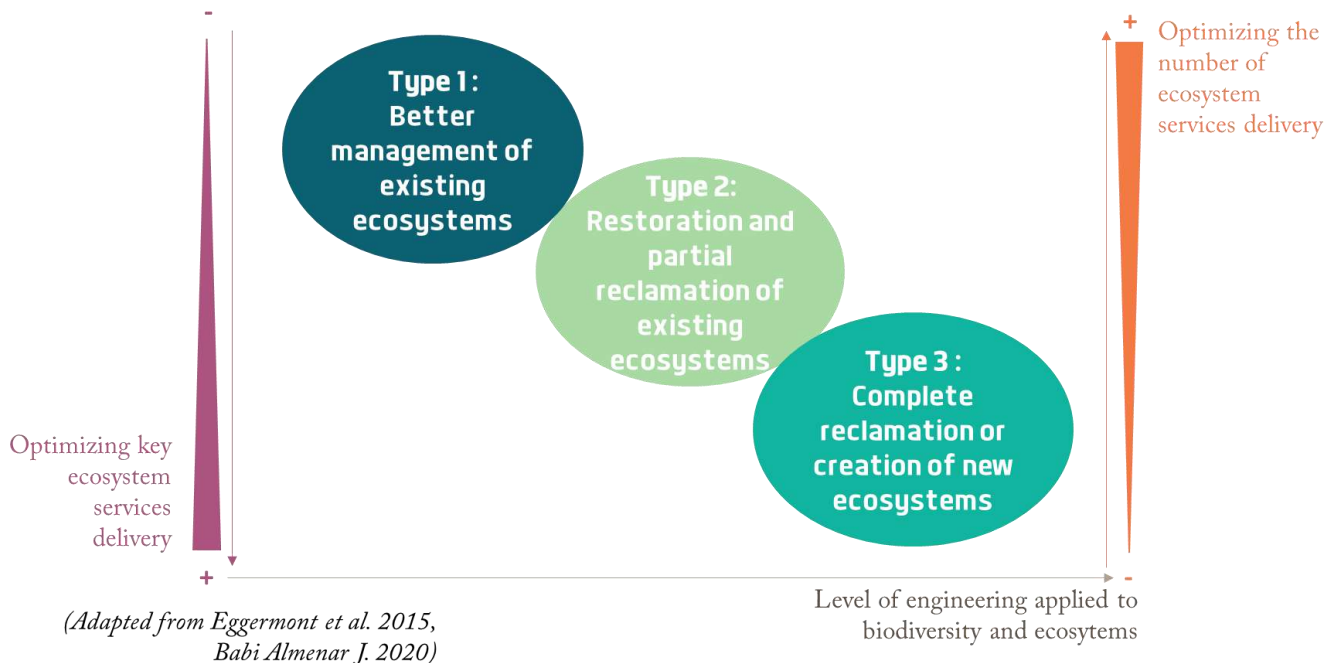 -
+
Optimizing the
number of
ecosystem
services delivery
Type 1 :
Better
management of
existing
ecosystems
Type 2:
Restoration and
partial
reclamation of
existing
ecosystems
Type 3 :
Complete
reclamation or
creation of new
ecosystems
Optimizing key
ecosystem
services
delivery
+
-
Level of engineering applied to
biodiversity and ecosytems
(Adapted from Eggermont et al. 2015,
Babi Almenar J. 2020)